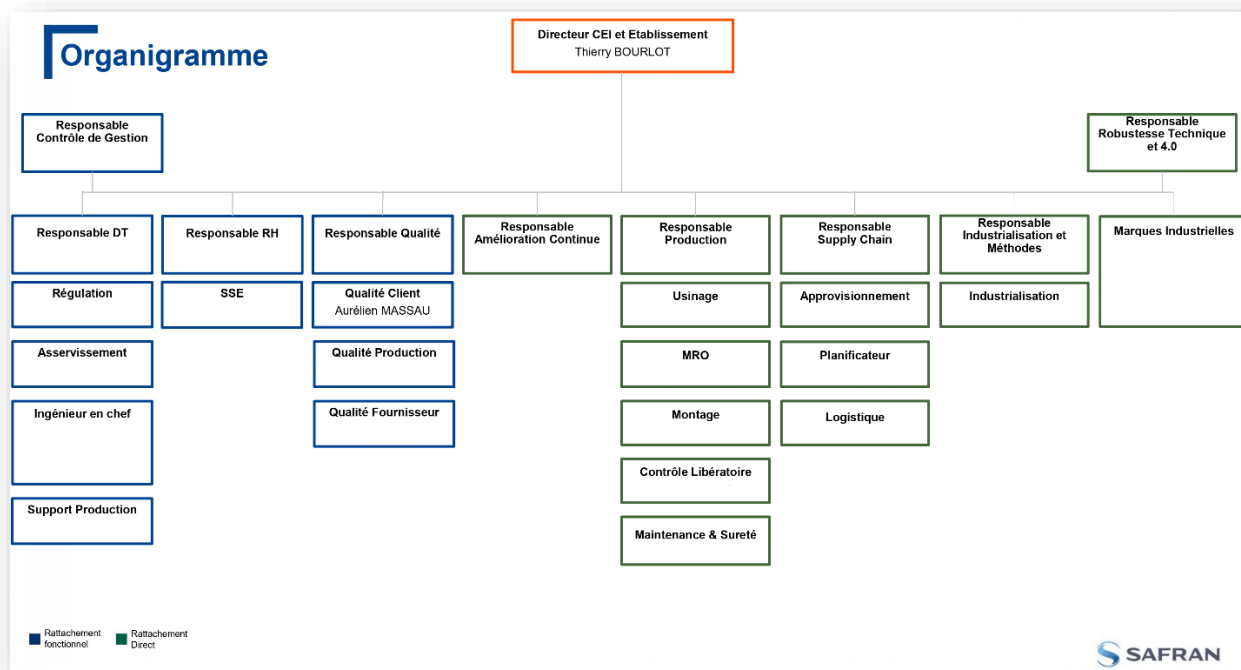 Organigramme
Directeur CEI et Etablissement
Thierry BOURLOT
Responsable
Contrôle de Gestion
Responsable
Robustesse Technique
et 4.0
Responsable DT
Responsable RH
Responsable Qualité
Responsable
Amélioration Continue
Responsable
Production
Responsable
Supply Chain
Responsable
Industrialisation et
Méthodes
Marques Industrielles
Régulation
SSE
Qualité Client
Aurélien MASSAU
Usinage
Approvisionnement
Industrialisation
Asservissement
Qualité Production
MRO
Planificateur
Ingénieur en chef
Qualité Fournisseur
Montage
Logistique
Contrôle Libératoire
Support Production
Maintenance & Sureté
Rattachement
fonctionnel
Rattachement
Direct
SAFRAN